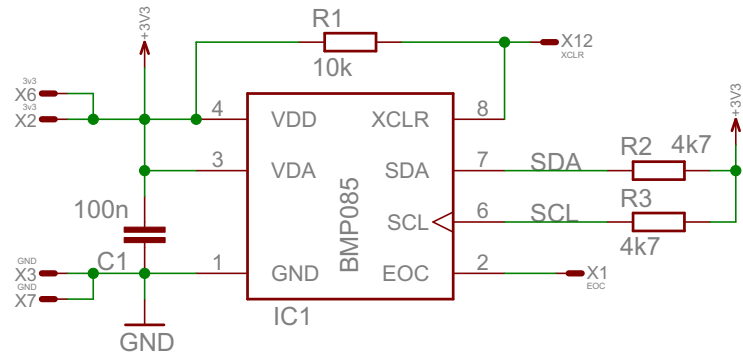 +3V3
R1
10k
X12
XCLR
3v3
X6
3v3
X2
4
VDD
XCLR
8
+3V3
3
VDA
SDA
7
SDA
R2
4k7
100n
BMP085
SCL
6
SCL
R3
4k7
C1
GND
X3
GND
X7
1
GND
EOC
2
X1
EOC
IC1
GND